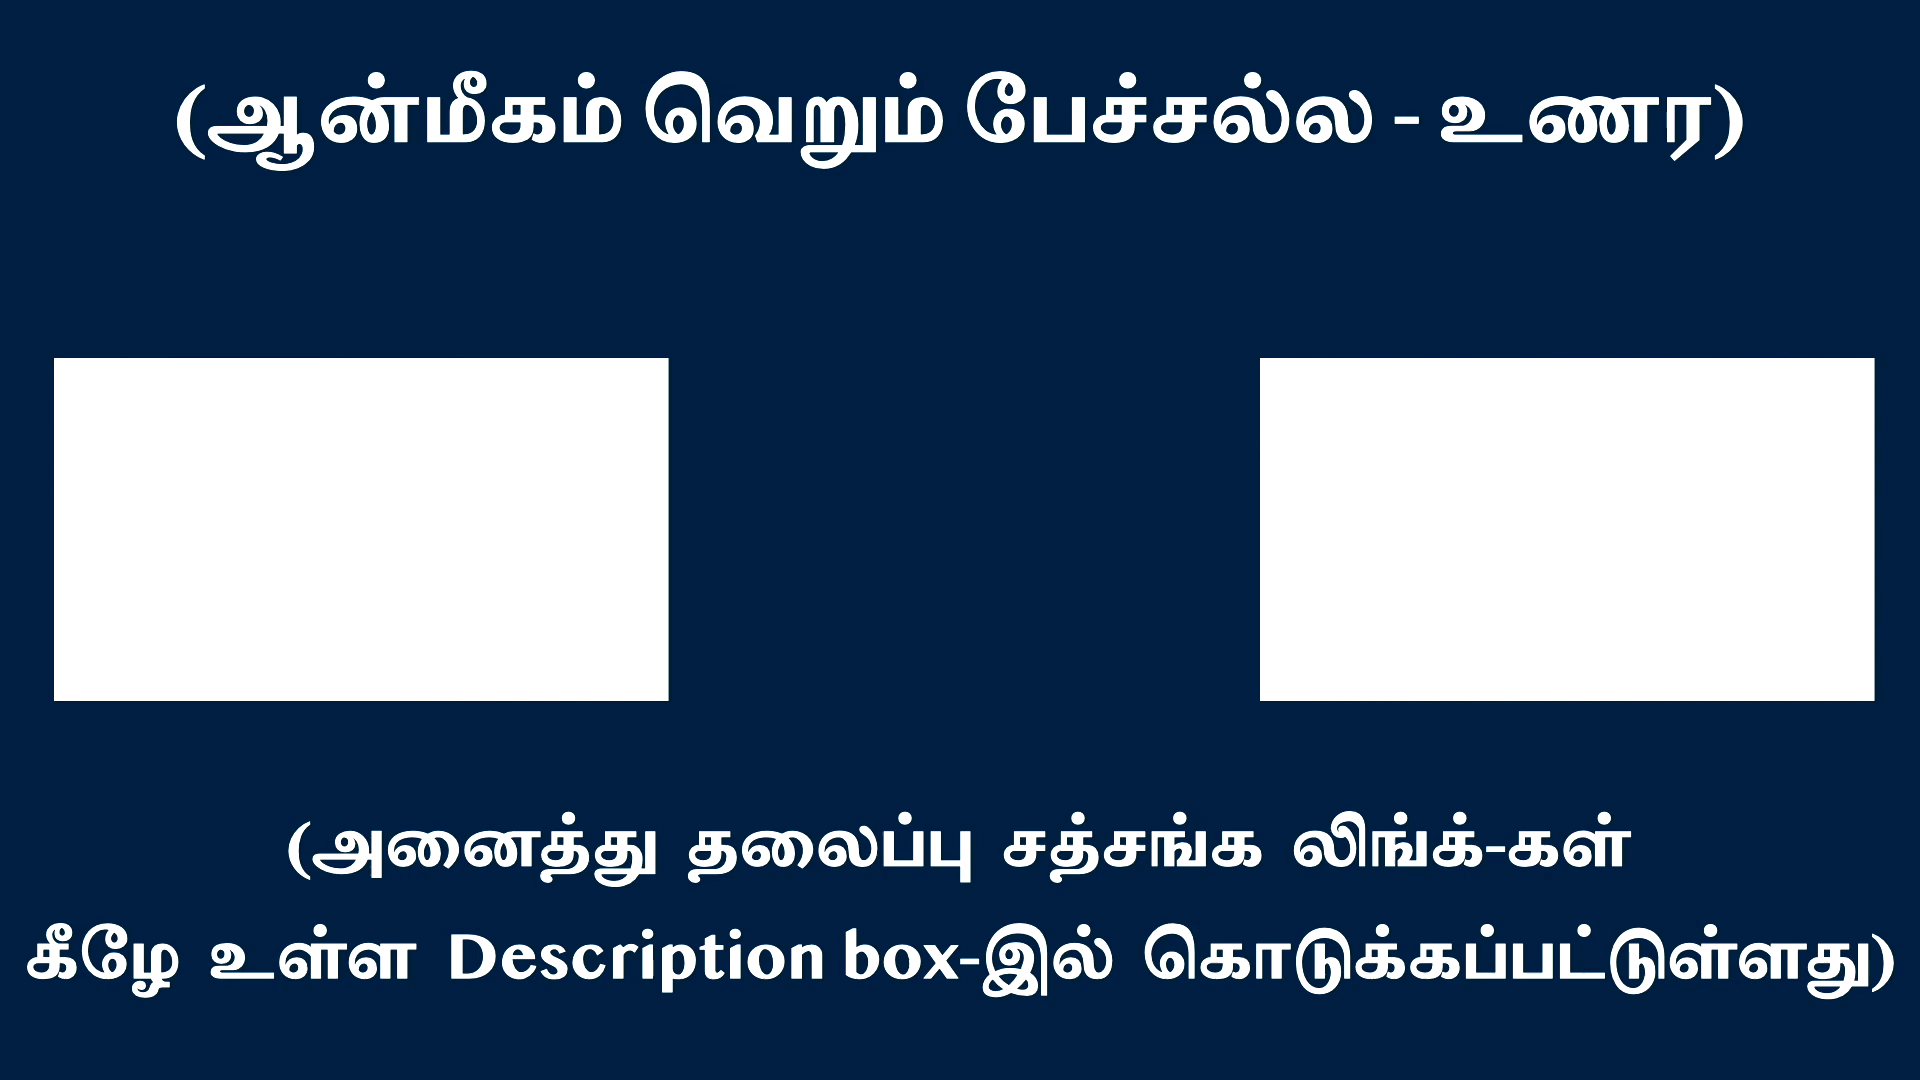 (ஆன்மீகம் வெறும் பேச்சல்ல - உணர)
(அனைத்து தலைப்பு சத்சங்க லிங்க்-கள்
கீழே உள்ள Description box-இல் கொடுக்கப்பட்டுள்ளது)